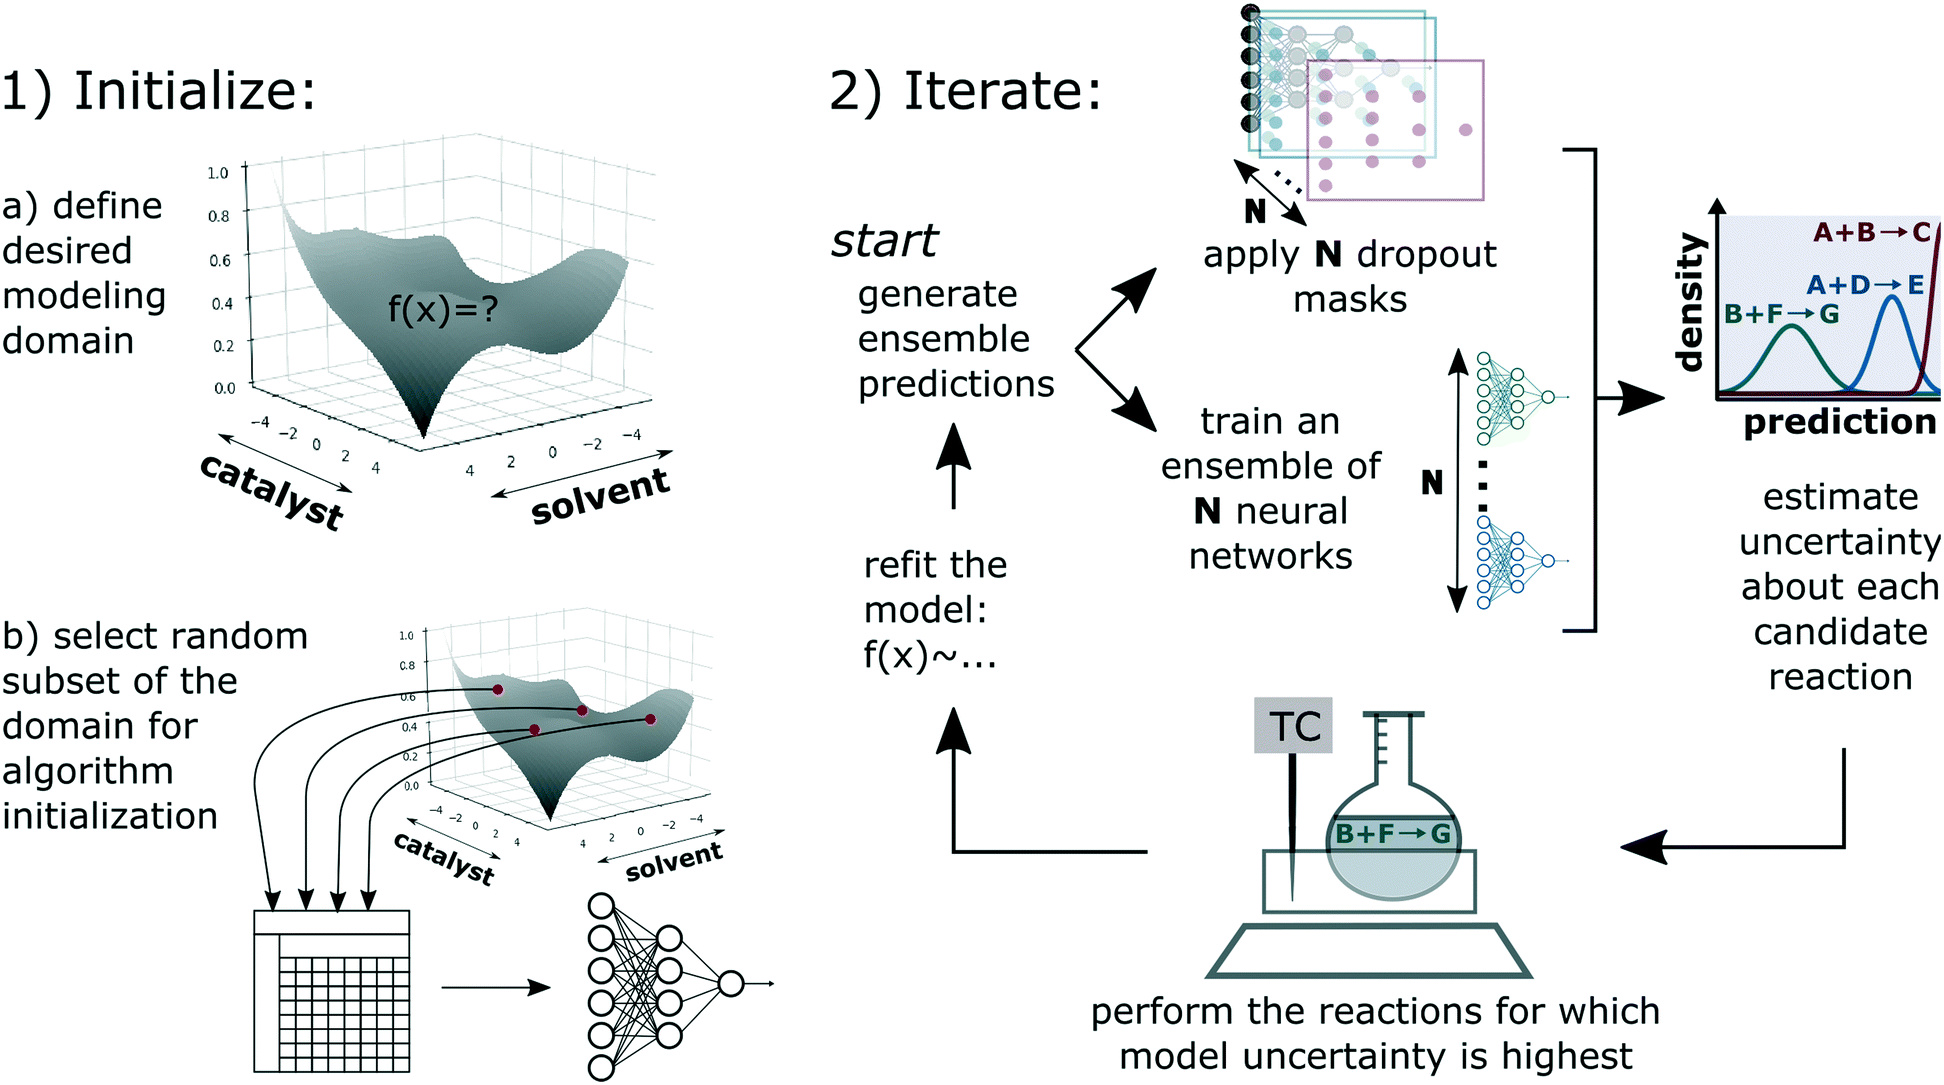 1) Initialize:
a) define
desired
modeling
domain
1.0
0.8
0.6
0.4
0.2
0.0
f(x)=?
-4
-2
0
2
4
4
2
0
-2
-4
catalyst
solvent
b) select random
subset of the
domain for
algorithm
initialization
1.0
0.8
0.6
0.4
0.2
0.0
-4
-2
0
2
4
4
2
0
-2
-4
catalyst
solvent
2) Iterate:
start
generate
ensemble
predictions
N
apply N dropout
masks
train an
ensemble of
N neural
networks
N
density
A+B→C
A+D→E
B+F→G
prediction
estimate
uncertainty
about each
candidate
reaction
TC
B+F→G
perform the reactions for which
model uncertainty is highest
refit the
model:
f(x)~...